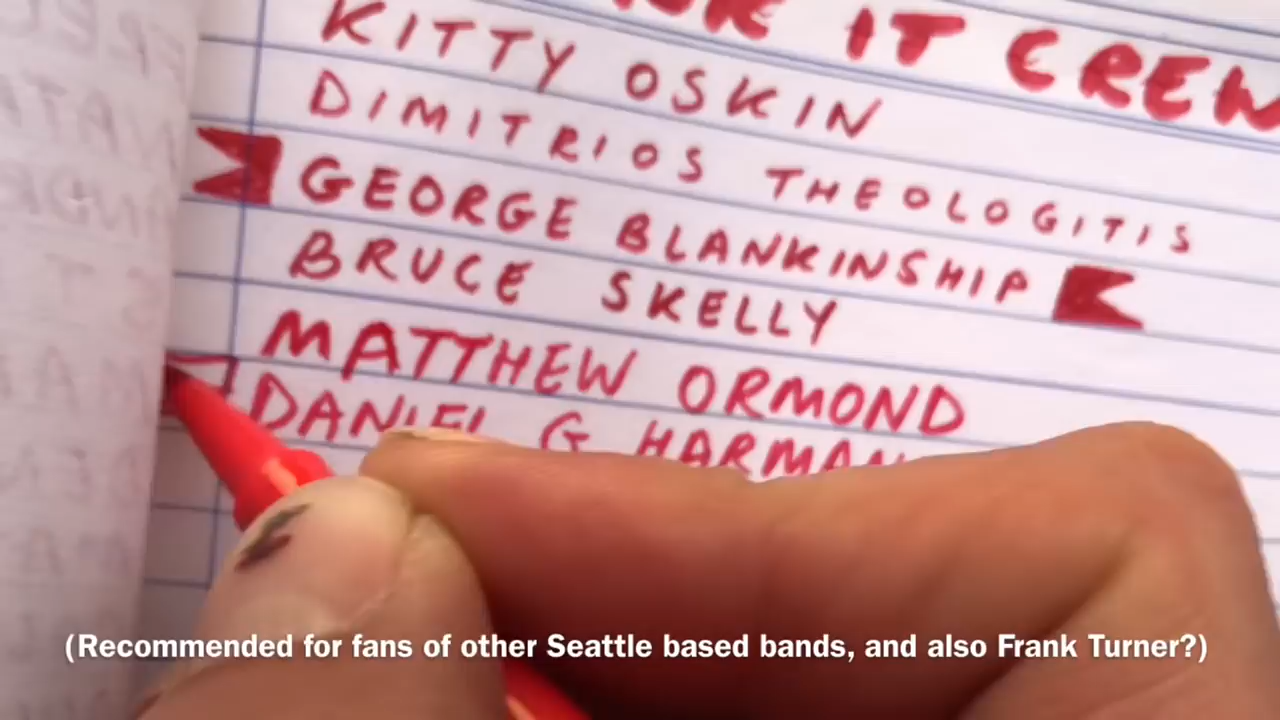 IT CREW
KITTY OSKIN
DIMITRIOS THEOLOGITIS
GEORGE BLANKINSHIP
BRUCE SKELLY
MATTHEW ORMOND
DANIEL G HARMAN
(Recommended for fans of other Seattle based bands, and also Frank Turner?)